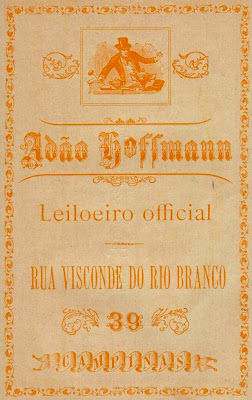 Adão Hoffmann
Leiloeiro official
RUA VISCONDE DO RIO BRANCO
39